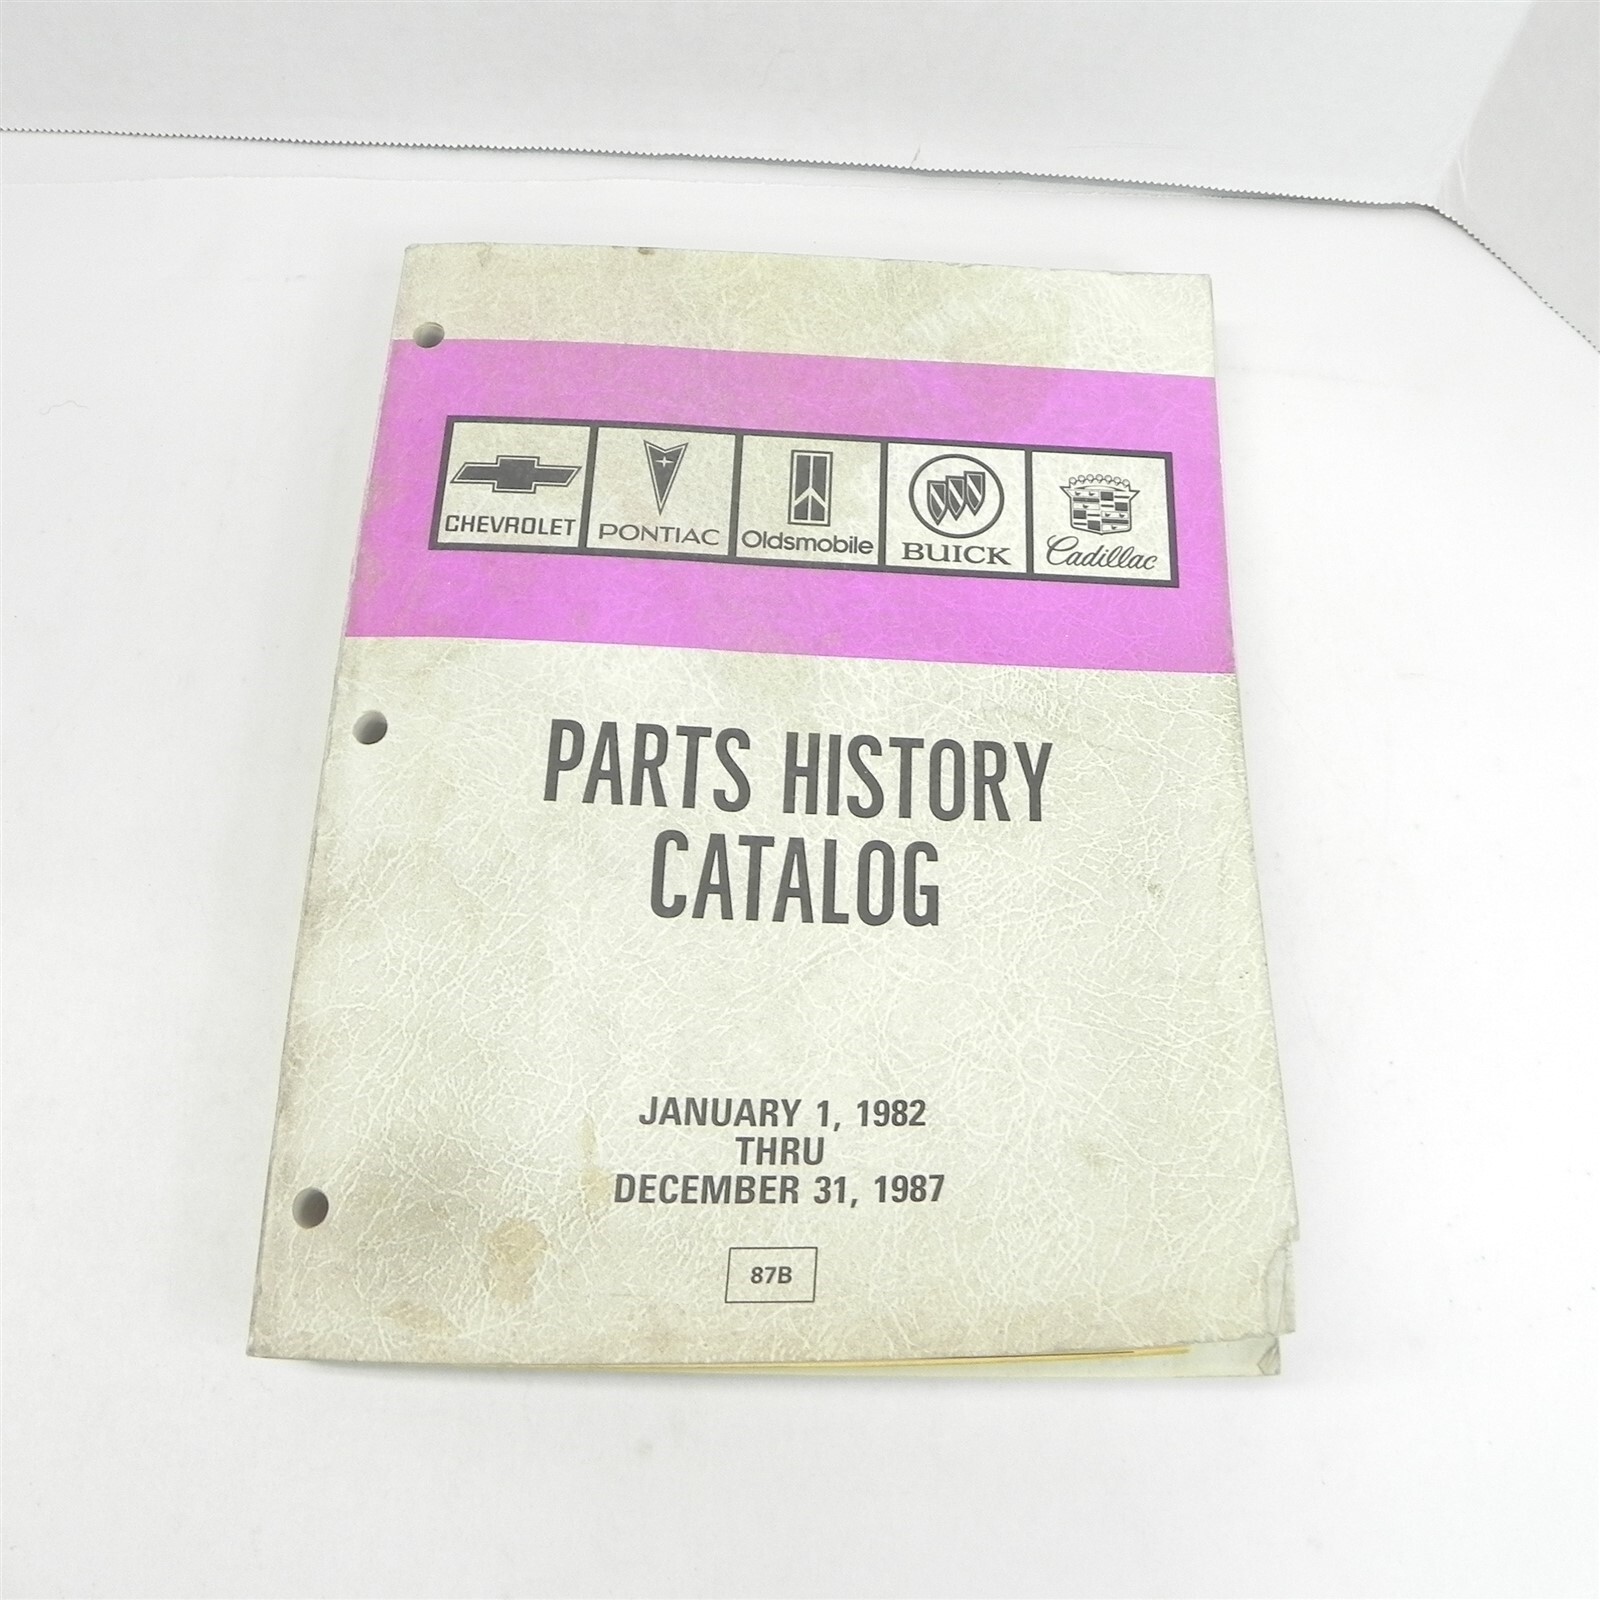 CHEVROLET PONTIAC Oldsmobile BUICK Cadillac
PARTS HISTORY
CATALOG
JANUARY 1, 1982
THRU
DECEMBER 31, 1987
87B